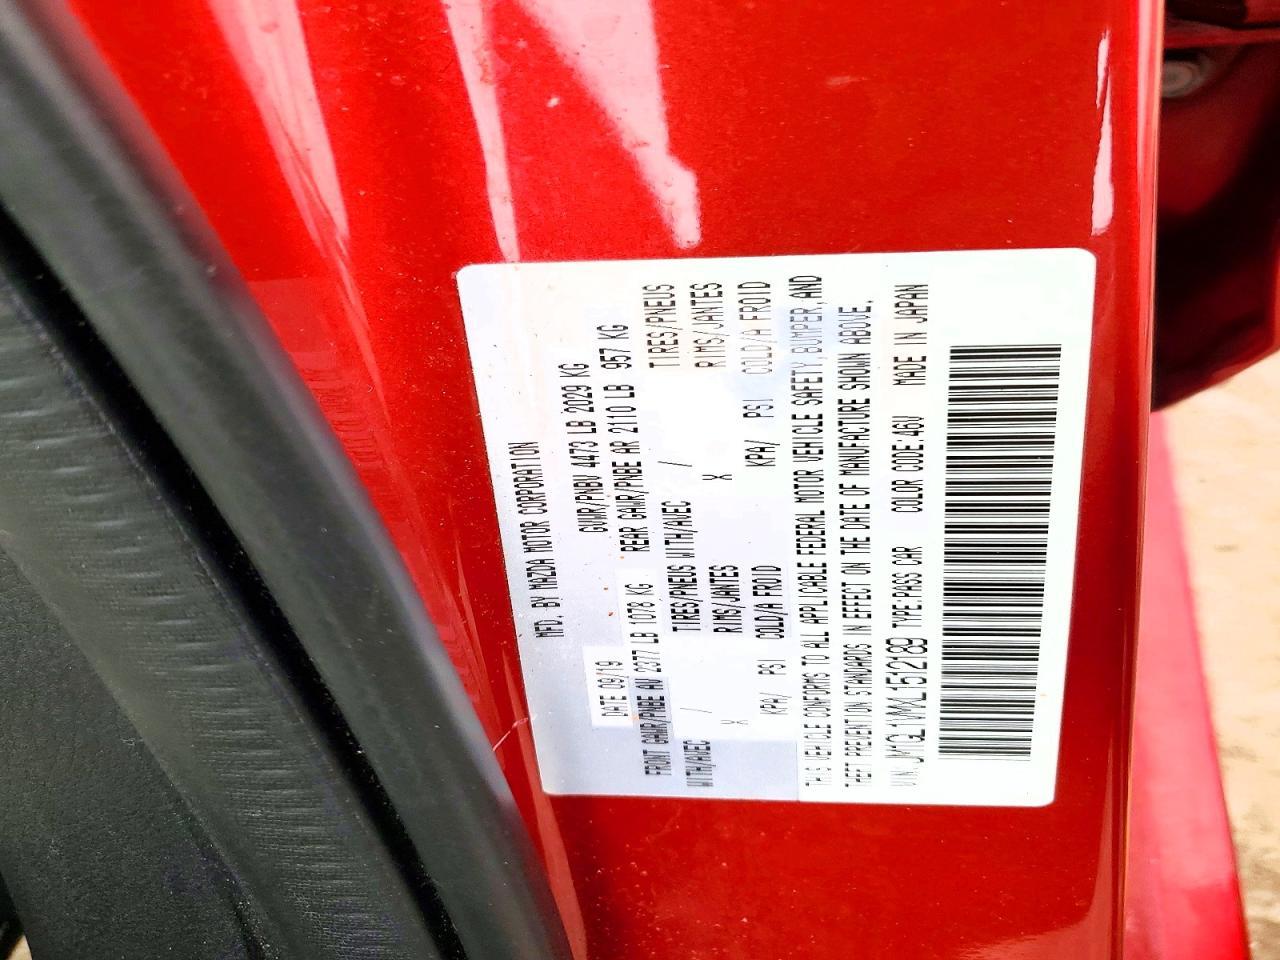 MFD. BY MAZDA MOTOR CORPORATION
DATE 09/19 GVWR/PNBV 4473 LB 2029 KG
FRONT GAWR/PNBE AV 2377 LB 1078 KG REAR GAWR/PNBE AR 2110 LB 957 KG
WITH/AVEC / TIRES/PNEUS WITH/AVEC / TIRES/PNEUS
X RIMS/JANTES X RIMS/JANTES
KPA/ PSI COLD/A FROID KPA/ PSI COLD/A FROID
THIS VEHICLE CONFORMS TO ALL APPLICABLE FEDERAL MOTOR VEHICLE SAFETY, BUMPER, AND
THEFT PREVENTION STANDARDS IN EFFECT ON THE DATE OF MANUFACTURE SHOWN ABOVE.
VIN: JM1GL1WYXL1512189 TYPE:PASS CAR COLOR CODE:46V MADE IN JAPAN